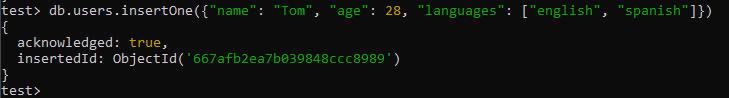 test> db.users.insertOne({"name": "Tom", "age": 28, "languages": ["english", "spanish"]})
{
  acknowledged: true,
  insertedId: ObjectId('667afb2ea7b039848ccc8989')
}
test>